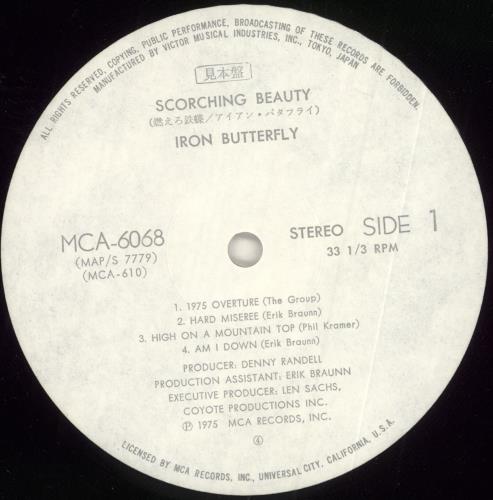 ALL RIGHTS RESERVED, COPYING, PUBLIC PERFORMANCE, BROADCASTING OF THESE RECORDS ARE FORBIDDEN.
MANUFACTURED BY VICTOR MUSICAL INDUSTRIES, INC., TOKYO, JAPAN
見本盤
SCORCHING BEAUTY
(燃えろ鉄蝶/アイアン・バタフライ)
IRON BUTTERFLY
MCA-6068
(MAP/S 7779)
(MCA-610)
STEREO SIDE 1
33 1/3 RPM
1. 1975 OVERTURE (The Group)
2. HARD MISEREE (Erik Braunn)
3. HIGH ON A MOUNTAIN TOP (Phil Kramer)
4. AM I DOWN (Erik Braunn)
PRODUCER: DENNY RANDELL
PRODUCTION ASSISTANT: ERIK BRAUNN
EXECUTIVE PRODUCER: LEN SACHS,
COYOTE PRODUCTIONS INC.
Ⓟ 1975 MCA RECORDS, INC.
④
LICENSED BY MCA RECORDS, INC., UNIVERSAL CITY, CALIFORNIA, U.S.A.